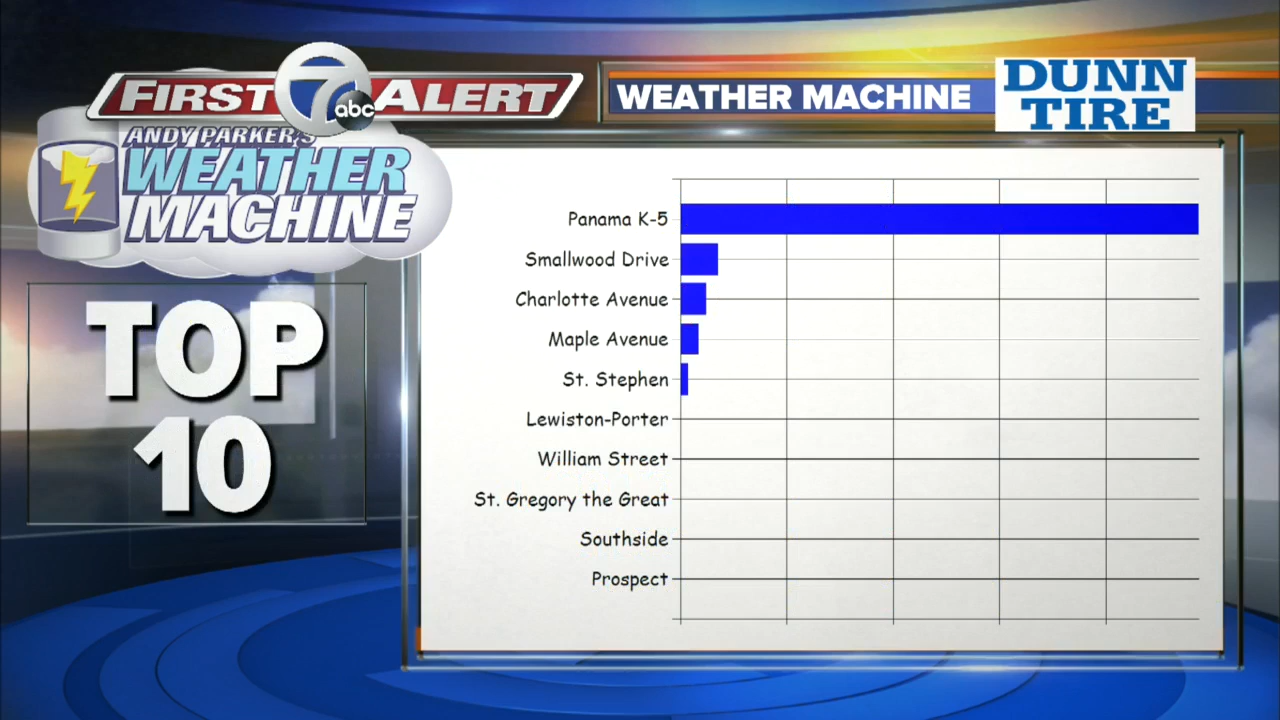 FIRST 7 abc ALERT
WEATHER MACHINE
DUNN
TIRE
ANDY PARKER'S
WEATHER
MACHINE
TOP
10
Panama K-5
Smallwood Drive
Charlotte Avenue
Maple Avenue
St. Stephen
Lewiston-Porter
William Street
St. Gregory the Great
Southside
Prospect